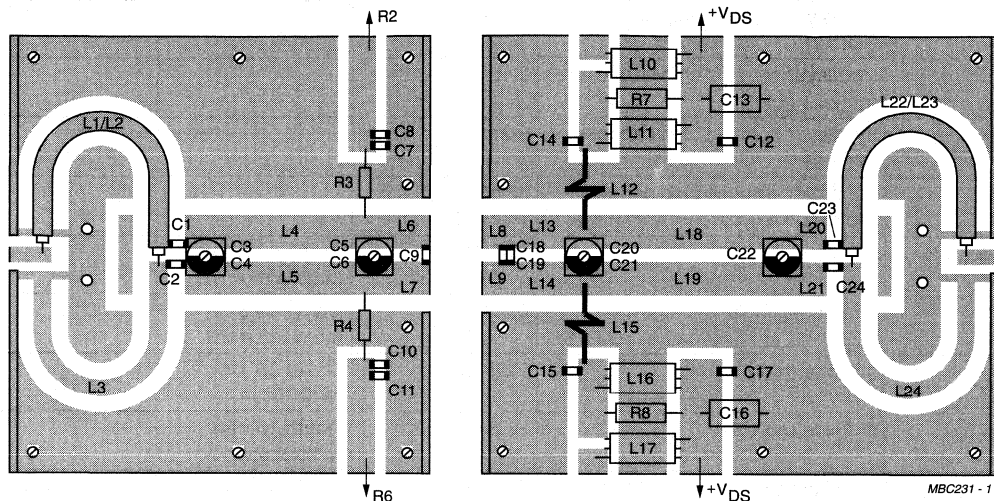 R2
+VDS
L10
R7
C13
L11
C14
C12
L22/L23
L1/L2
C8
C7
R3
L12
C1
L4
L6
C3
C4
C5
C6
C9
C2
L5
L7
L8
L13
C18
C19
C20
C21
L18
C22
L20
C23
L9
L14
L19
L21
C24
R4
L15
C10
C11
C15
L16
C17
R8
C16
L17
L3
L24
R6
+VDS
MBC231 - 1